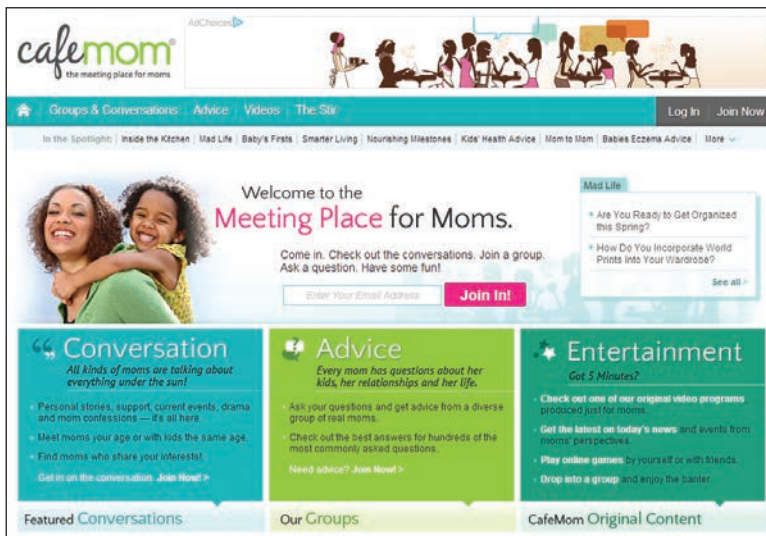 AdChoices
cafemom®
the meeting place for moms
Groups & Conversations Advice Videos The Stir Log In Join Now
In the Spotlight: Inside the Kitchen Mad Life Baby's Firsts Smarter Living Nourishing Milestones Kids' Health Advice Mom to Mom Babies Eczema Advice More
Welcome to the
Meeting Place for Moms.
Come in. Check out the conversations. Join a group.
Ask a question. Have some fun!
Enter Your Email Address Join In!
Mad Life
Are You Ready to Get Organized
this Spring?
How Do You Incorporate World
Prints Into Your Wardrobe?
See all >
Conversation
All kinds of moms are talking about
everything under the sun!
Personal stories, support, current events, drama
and mom confessions — it's all here.
Meet moms your age or with kids the same age.
Find moms who share your interests!
Get in on the conversation. Join Now! >
Advice
Every mom has questions about her
kids, her relationships and her life.
Ask your questions and get advice from a diverse
group of real moms.
Check out the best answers for hundreds of the
most commonly asked questions.
Need advice? Join Now! >
Entertainment
Got 5 Minutes?
Check out one of our original video programs
produced just for moms.
Get the latest on today's news and events from
moms' perspectives.
Play online games by yourself or with friends.
Drop into a group and enjoy the banter.
Featured Conversations
Our Groups
CafeMom Original Content